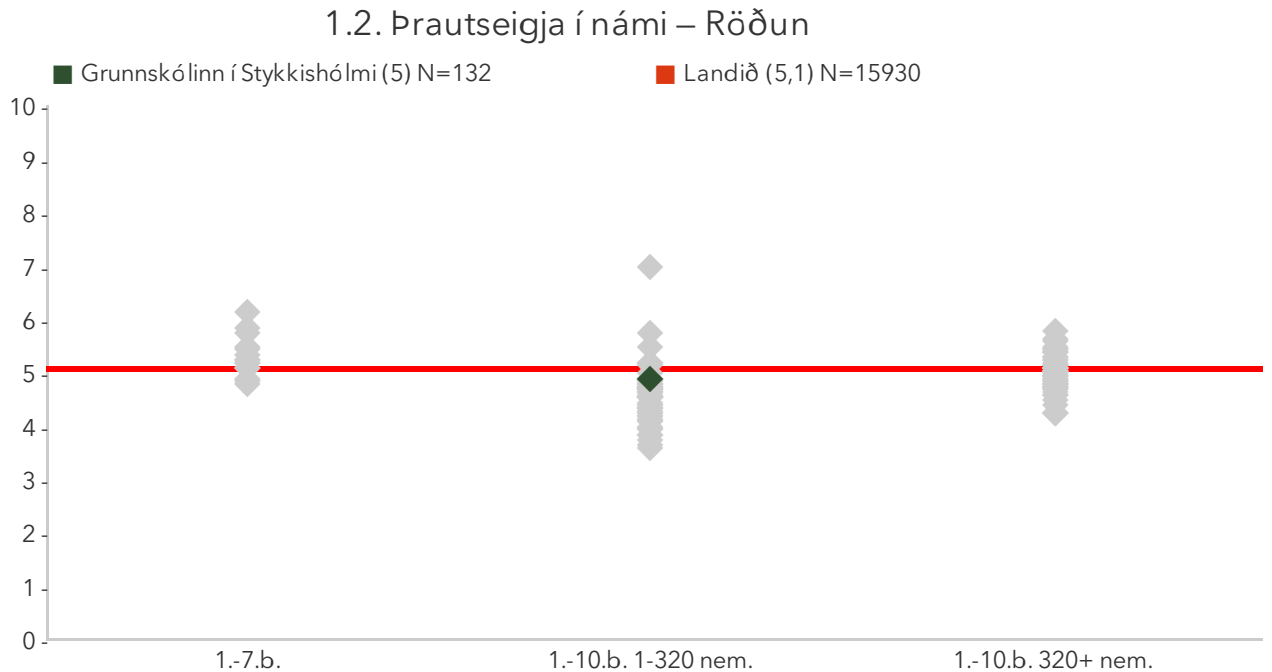 1.2. Þrautseigja í námi – Röðun
Grunnskólinn í Stykkishólmi (5) N=132
Landið (5,1) N=15930
10
9
8
7
6
5
4
3
2
1
0
1.-7.b.
1.-10.b. 1-320 nem.
1.-10.b. 320+ nem.